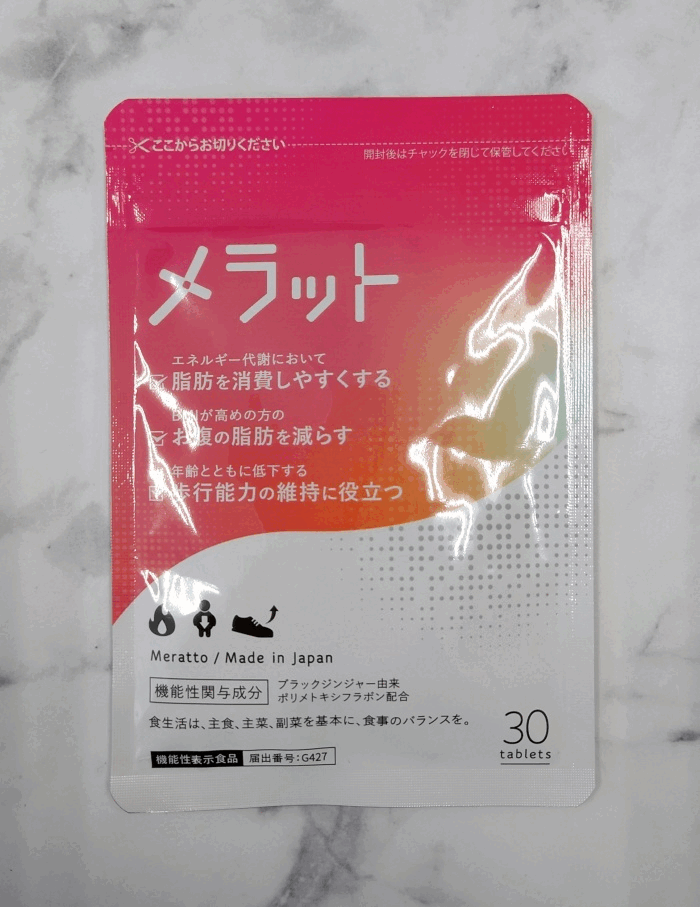 ここからお切りください
開封後はチャックを閉じて保管してください
メラット
エネルギー代謝において
脂肪を消費しやすくする
BMIが高めの方の
お腹の脂肪を減らす
年齢とともに低下する
歩行能力の維持に役立つ
Meratto / Made in Japan
機能性関与成分
ブラックジンジャー由来
ポリメトキシフラボン配合
食生活は、主食、主菜、副菜を基本に、食事のバランスを。
30
tablets
機能性表示食品 届出番号:G427